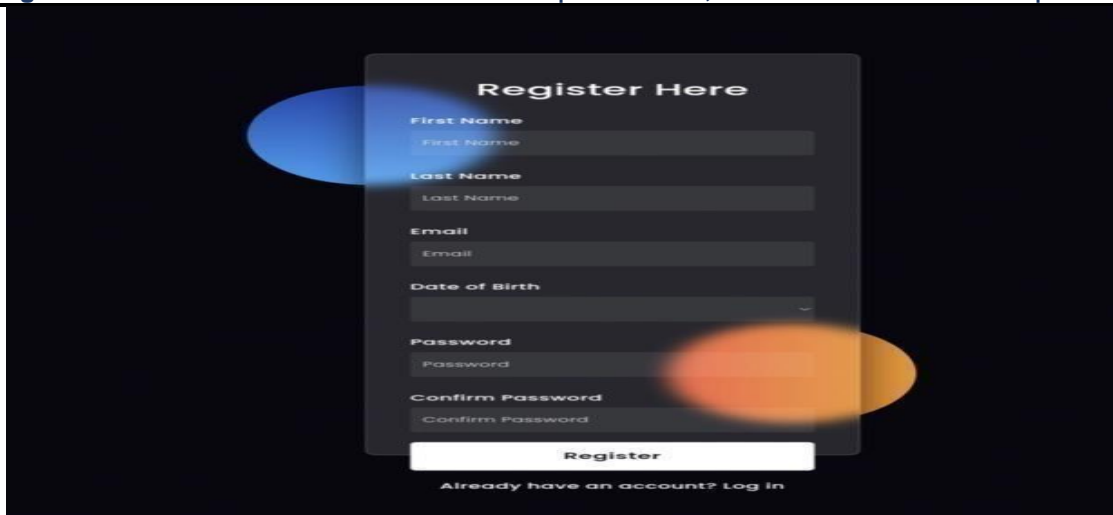 Register Here
First Name
First Name
Last Name
Last Name
Email
Email
Date of Birth
Password
Password
Confirm Password
Confirm Password
Register
Already have an account? Log in